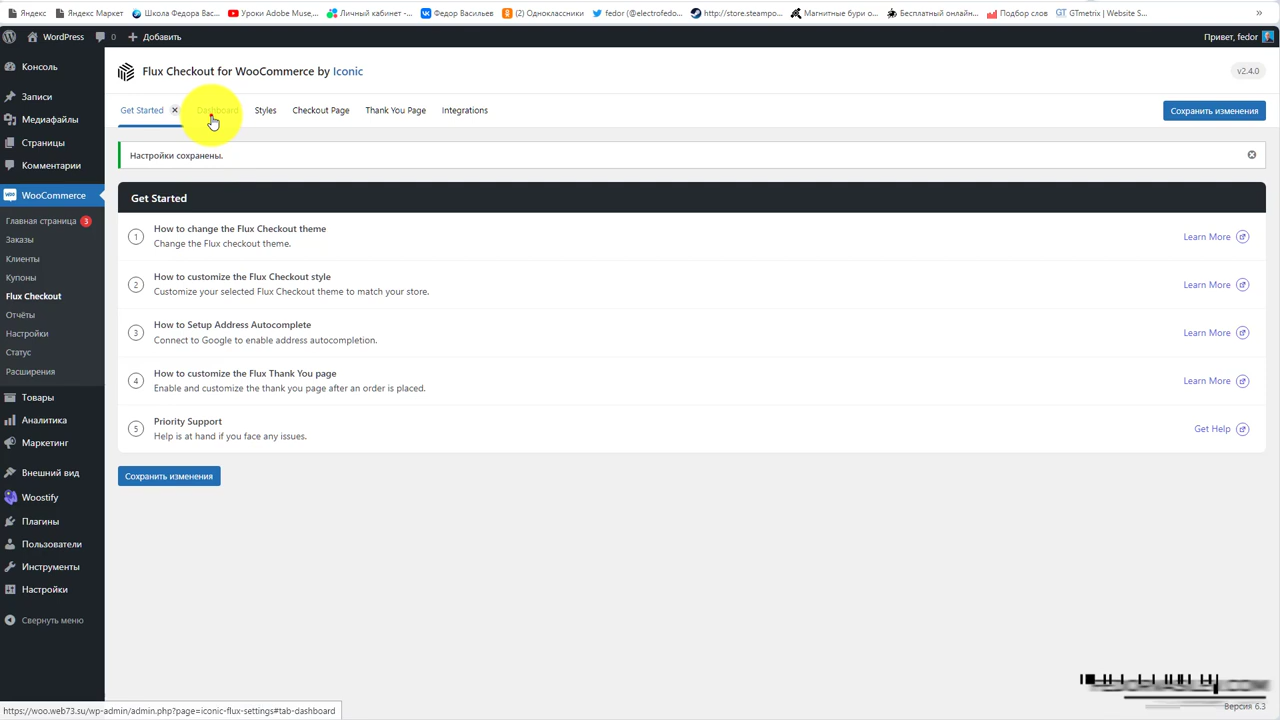 Яндекс
Яндекс Маркет
Школа Федора Вас...
Уроки Adobe Muse,...
Личный кабинет -...
Федор Васильев
(2) Одноклассники
fedor (@electrofedo...
http://store.steampo...
Магнитные бури о...
Бесплатный онлайн...
Подбор слов
GT GTmetrix | Website S...
»
WordPress
0
+ Добавить
Привет, fedor
Консоль
Записи
Медиафайлы
Страницы
Комментарии
WooCommerce
Главная страница 3
Заказы
Клиенты
Купоны
Flux Checkout
Отчёты
Настройки
Статус
Расширения
Товары
Аналитика
Маркетинг
Внешний вид
Woostify
Плагины
Пользователи
Инструменты
Настройки
Свернуть меню
Flux Checkout for WooCommerce by Iconic
v2.4.0
Get Started
Dashboard
Styles
Checkout Page
Thank You Page
Integrations
Сохранить изменения
Настройки сохранены.
Get Started
1
How to change the Flux Checkout theme
Change the Flux checkout theme.
Learn More
2
How to customize the Flux Checkout style
Customize your selected Flux Checkout theme to match your store.
Learn More
3
How to Setup Address Autocomplete
Connect to Google to enable address autocompletion.
Learn More
4
How to customize the Flux Thank You page
Enable and customize the thank you page after an order is placed.
Learn More
5
Priority Support
Help is at hand if you face any issues.
Get Help
Сохранить изменения
Версия 6.3
https://woo.web73.su/wp-admin/admin.php?page=iconic-flux-settings#tab-dashboard